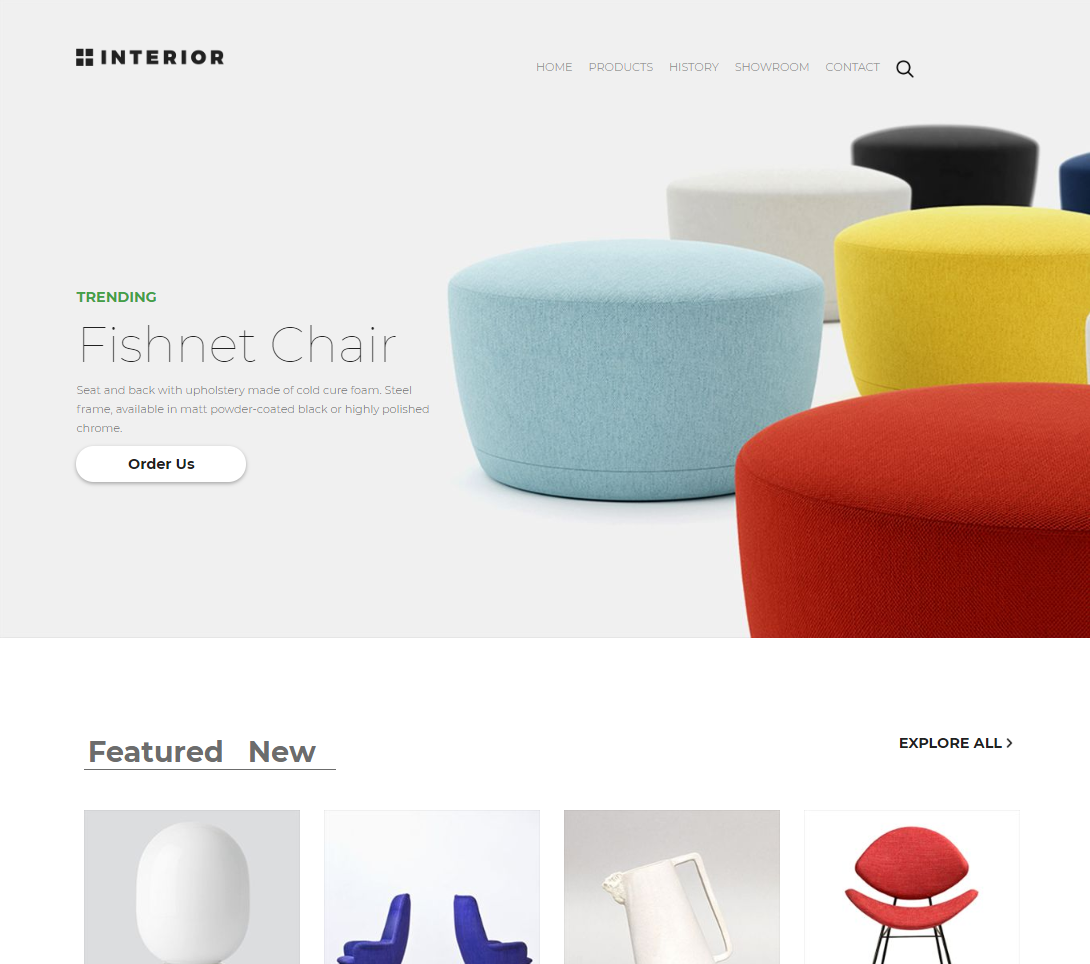 INTERIOR
HOME PRODUCTS HISTORY SHOWROOM CONTACT
TRENDING
Fishnet Chair
Seat and back with upholstery made of cold cure foam. Steel
frame, available in matt powder-coated black or highly polished
chrome.
Order Us
Featured New
EXPLORE ALL >